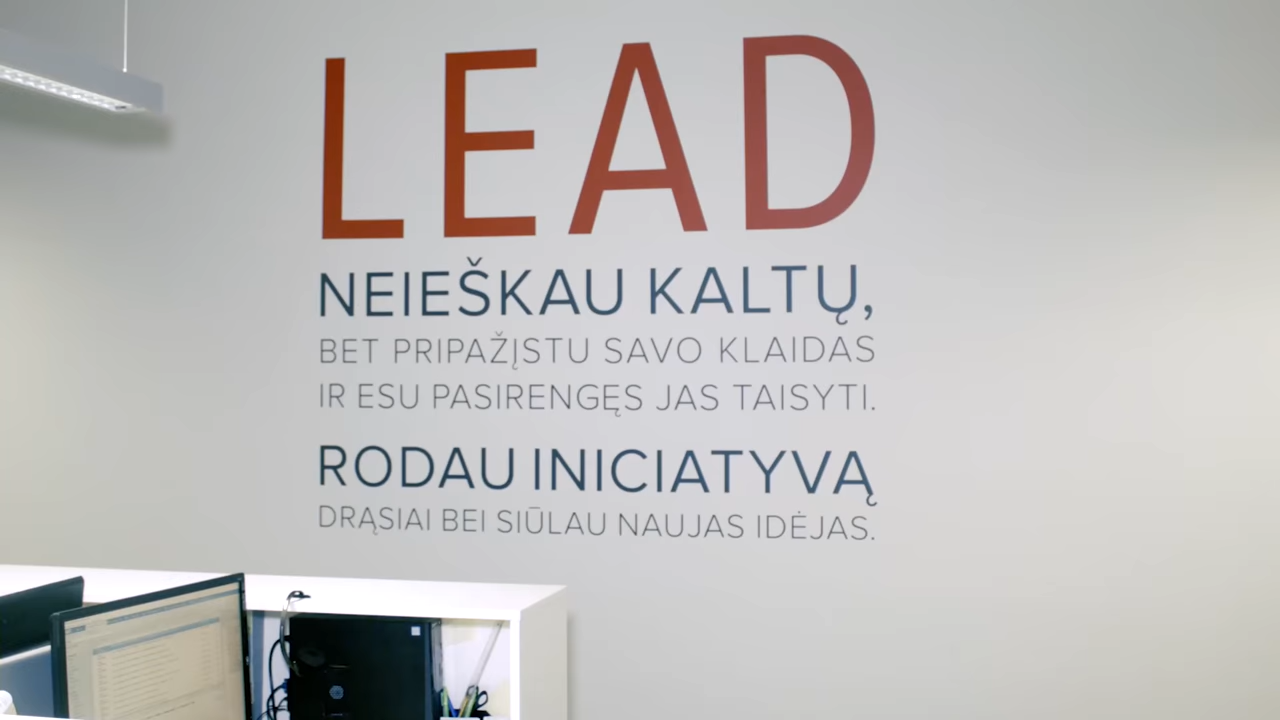 LEAD
NEIEŠKAU KALTŲ,
BET PRIPAŽĮSTU SAVO KLAIDAS
IR ESU PASIRENGĘS JAS TAISYTI.
RODAU INICIATYVĄ
DRĄSIAI BEI SIŪLAU NAUJAS IDĖJAS.